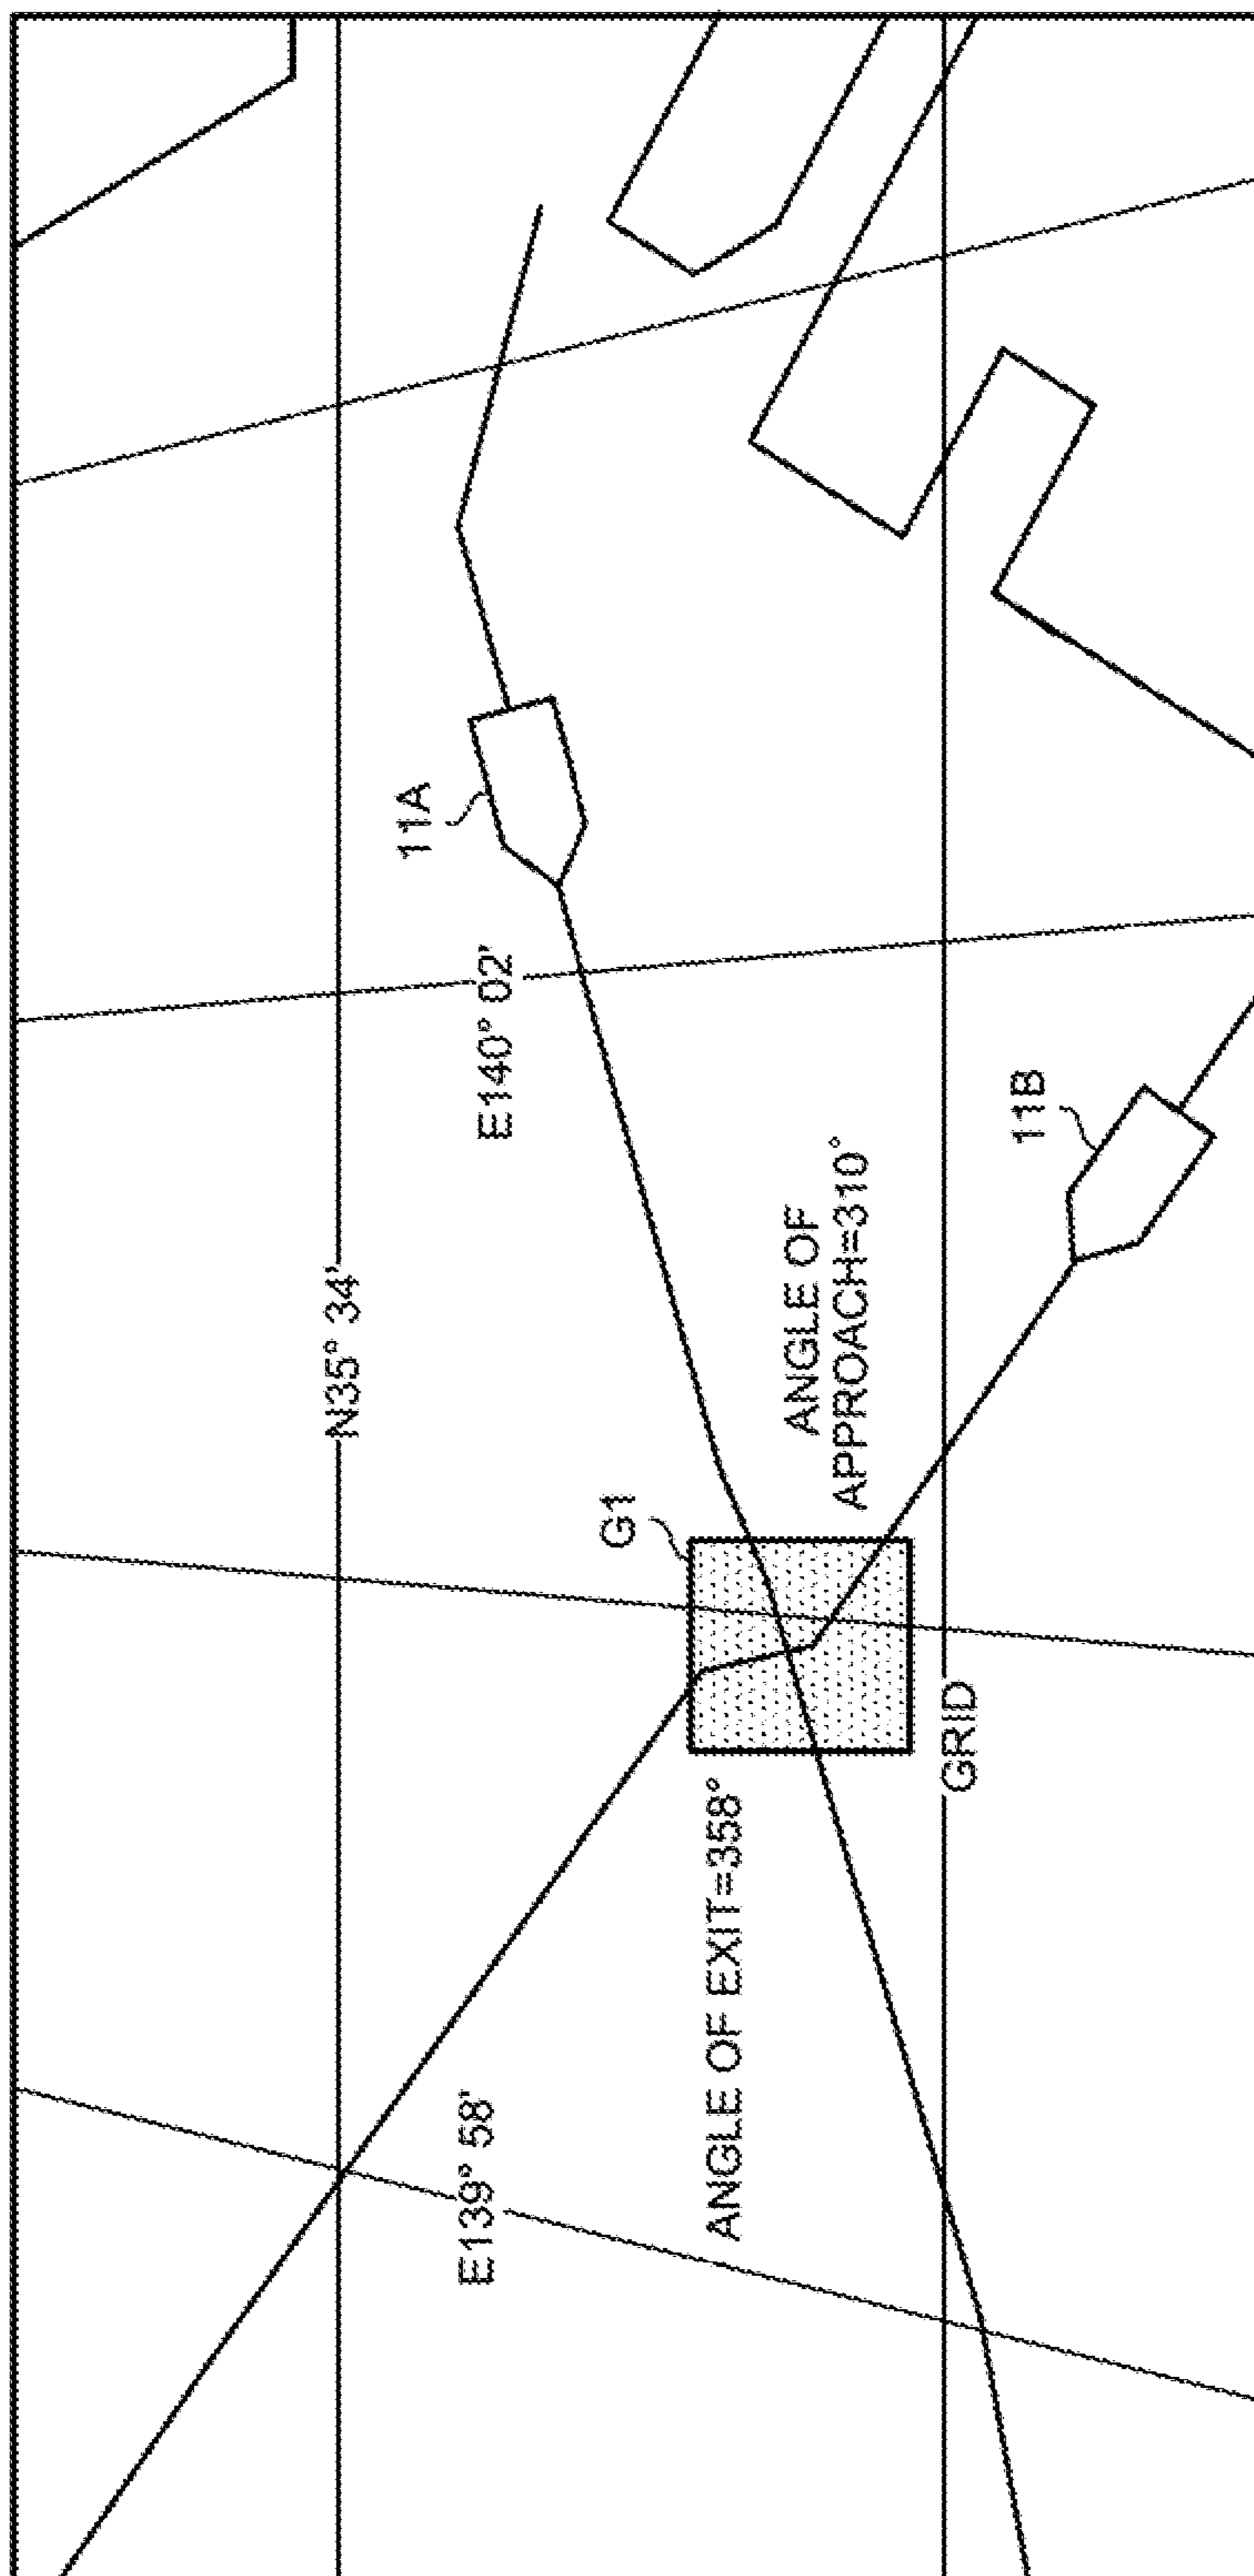 N35° 34'
11A
E140° 02'
E139° 58'
G1
ANGLE OF EXIT=358°
ANGLE OF
APPROACH=310°
GRID
11B